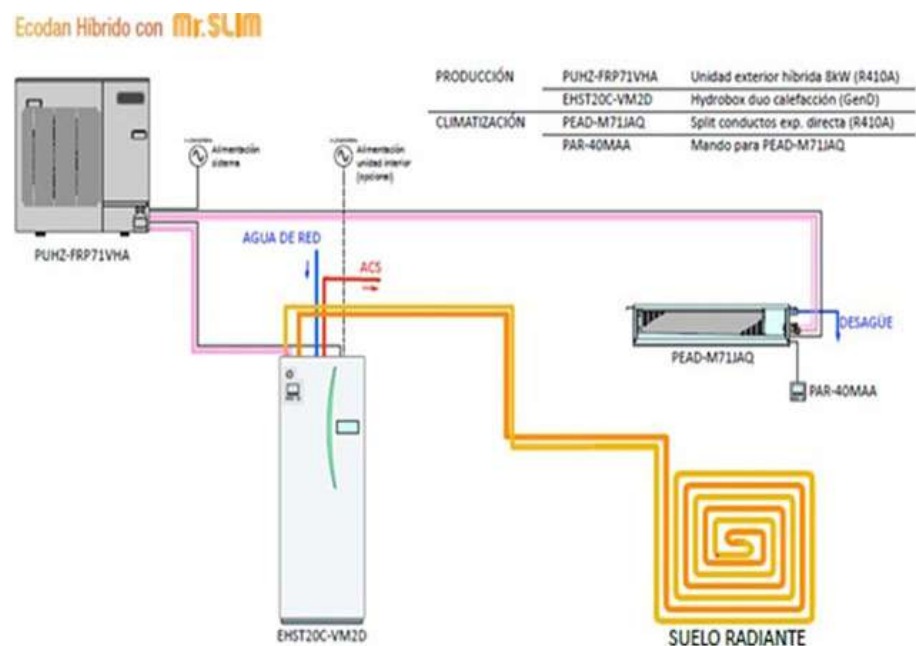 Ecodan Híbrido con Mr.SLIM
PRODUCCIÓN PUHZ-FRP71VHA Unidad exterior híbrida 8kW (R410A)
EHST20C-VM2D Hydrobox duo calefacción (GenD)
CLIMATIZACIÓN PEAD-M71JAQ Split conductos exp. directa (R410A)
PAR-40MAA Mando para PEAD-M71JAQ
Alimentación
sistema
Alimentación
unidad interior
(opcional)
PUHZ-FRP71VHA
AGUA DE RED
ACS
DESAGÜE
PEAD-M71JAQ
PAR-40MAA
EHST20C-VM2D
SUELO RADIANTE